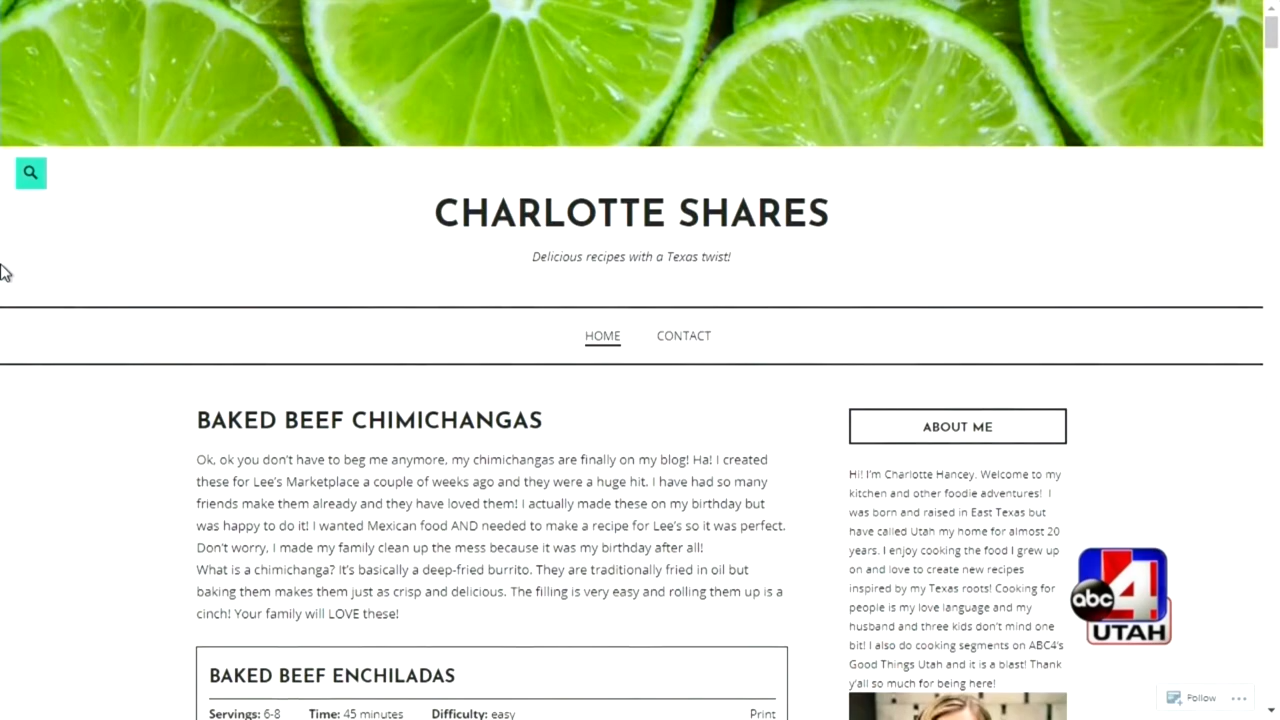 CHARLOTTE SHARES
Delicious recipes with a Texas twist!
HOME CONTACT
BAKED BEEF CHIMICHANGAS
Ok, ok you don't have to beg me anymore, my chimichangas are finally on my blog! Ha! I created
these for Lee's Marketplace a couple of weeks ago and they were a huge hit. I have had so many
friends make them already and they have loved them! I actually made these on my birthday but
was happy to do it! I wanted Mexican food AND needed to make a recipe for Lee's so it was perfect.
Don't worry, I made my family clean up the mess because it was my birthday after all!
What is a chimichanga? It's basically a deep-fried burrito. They are traditionally fried in oil but
baking them makes them just as crisp and delicious. The filling is very easy and rolling them up is a
cinch! Your family will LOVE these!
BAKED BEEF ENCHILADAS
Servings: 6-8 Time: 45 minutes Difficulty: easy Print
ABOUT ME
Hi! I'm Charlotte Hancey. Welcome to my
kitchen and other foodie adventures! I
was born and raised in East Texas but
have called Utah my home for almost 20
years. I enjoy cooking the food I grew up
on and love to create new recipes
inspired by my Texas roots! Cooking for
people is my love language and my
husband and three kids don't mind one
bit! I also do cooking segments on ABC4's
Good Things Utah and it is a blast! Thank
y'all so much for being here!
abc 4
UTAH
Follow